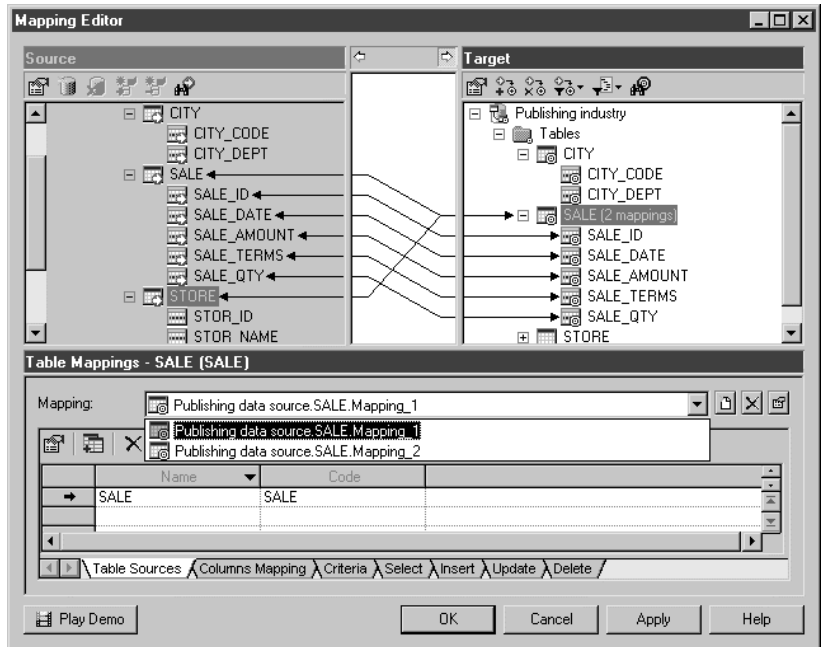 Mapping Editor
Source
Target
CITY
CITY_CODE
CITY_DEPT
SALE
SALE_ID
SALE_DATE
SALE_AMOUNT
SALE_TERMS
SALE_QTY
STORE
STOR_ID
STOR_NAME
Publishing industry
Tables
CITY
CITY_CODE
CITY_DEPT
SALE (2 mappings)
SALE_ID
SALE_DATE
SALE_AMOUNT
SALE_TERMS
SALE_QTY
STORE
Table Mappings - SALE (SALE)
Mapping: Publishing data source.SALE.Mapping_1
Publishing data source.SALE.Mapping_1
Publishing data source.SALE.Mapping_2
Name Code
SALE SALE
Table Sources Columns Mapping Criteria Select Insert Update Delete
Play Demo OK Cancel Apply Help